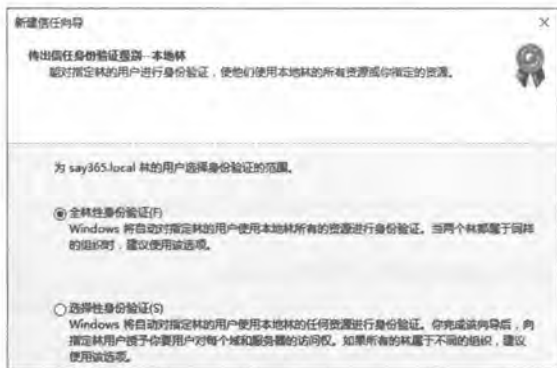 新建信任向导
传出信任身份验证级别--本地林
能对指定林的用户进行身份验证，使他们使用本地林的所有资源或你指定的资源。
为 say365.local 林的用户选择身份验证的范围。
全林性身份验证(F)
Windows 将自动对指定林的用户使用本地林所有的资源进行身份验证。当两个林都属于同样
的组织时，建议使用该选项。
选择性身份验证(S)
Windows 将自动对指定林的用户使用本地林的任何资源进行身份验证。你完成该向导后，向
指定林用户授予你要用户对每个域和服务器的访问权。如果所有的林属于不同的组织，建议
使用该选项。